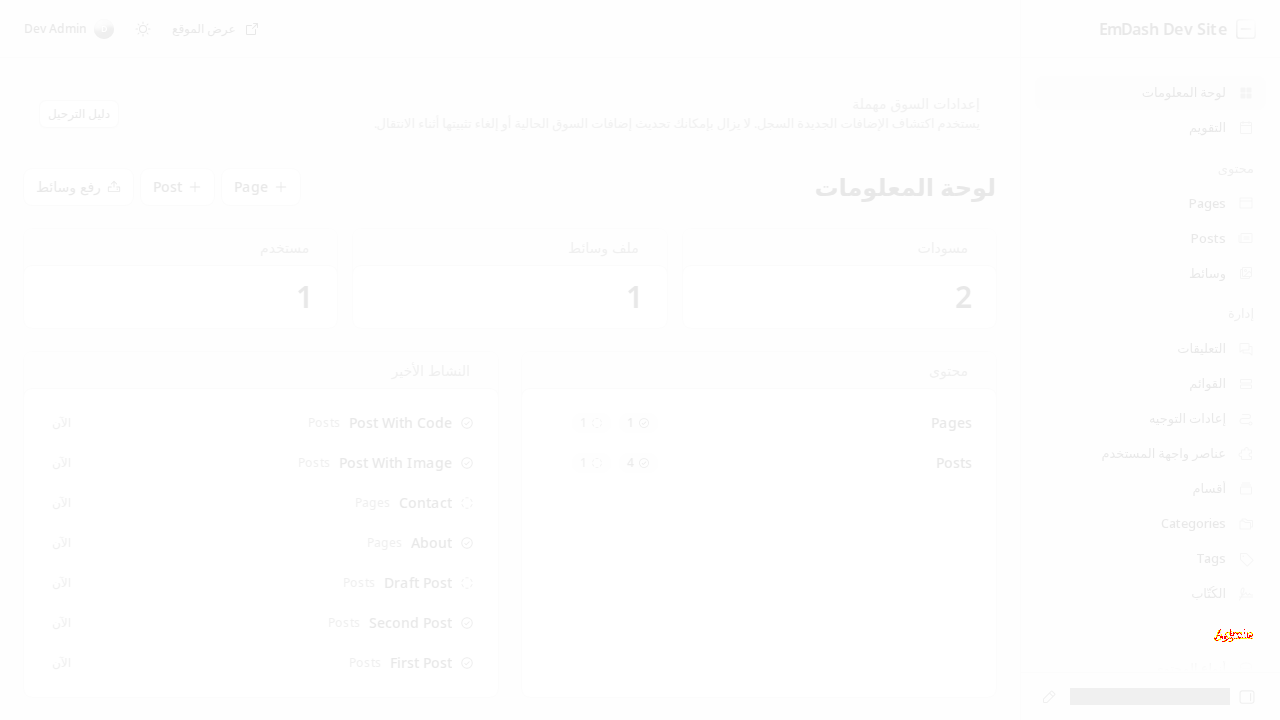 EmDash Dev Site
عرض الموقع
Dev Admin
لوحة المعلومات
التقويم
محتوى
Pages
Posts
وسائط
إدارة
التعليقات
القوائم
إعادات التوجيه
عناصر واجهة المستخدم
أقسام
Categories
Tags
الكُتّاب
إعدادات السوق مهملة
يستخدم اكتشاف الإضافات الجديدة السجل. لا يزال بإمكانك تحديث إضافات السوق الحالية أو إلغاء تثبيتها أثناء الانتقال.
دليل الترحيل
لوحة المعلومات
Page
Post
رفع وسائط
مسودات
2
ملف وسائط
1
مستخدم
1
محتوى
Pages 1 1
Posts 4 1
النشاط الأخير
Post With Code Posts الآن
Post With Image Posts الآن
Contact Pages الآن
About Pages الآن
Draft Post Posts الآن
Second Post Posts الآن
First Post Posts الآن